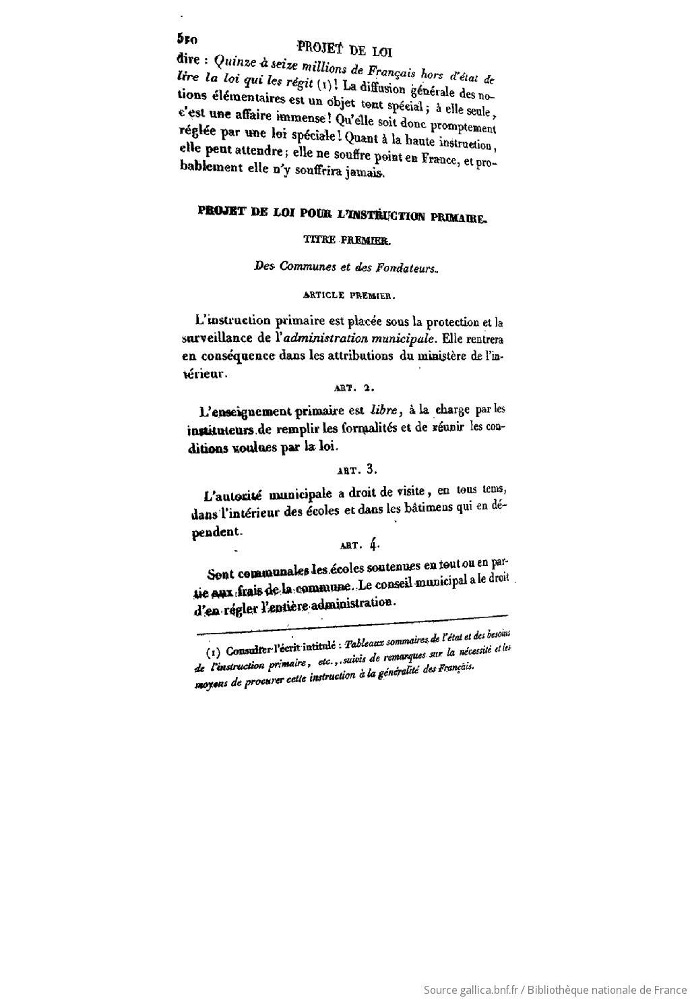 510
PROJET DE LOI
dire : Quinze à seize millions de Français hors d'état de
lire la loi qui les régit (1)! La diffusion générale des no-
tions élémentaires est un objet tout spécial ; à elle seule,
c'est une affaire immense! Qu'elle soit donc promptement
réglée par une loi spéciale! Quant à la haute instruction,
elle peut attendre ; elle ne souffre point en France, et pro-
bablement elle n'y souffrira jamais.
PROJET DE LOI POUR L'INSTRUCTION PRIMAIRE.
TITRE PREMIER.
Des Communes et des Fondateurs.
ARTICLE PREMIER.
L'instruction primaire est placée sous la protection et la
surveillance de l'administration municipale. Elle rentrera
en conséquence dans les attributions du ministère de l'in-
térieur.
ART. 2.
L'enseignement primaire est libre, à la charge par les
instituteurs de remplir les formalités et de réunir les con-
ditions voulues par la loi.
ART. 3.
L'autorité municipale a droit de visite, en tous tems,
dans l'intérieur des écoles et dans les bâtimens qui en dé-
pendent.
ART. 4.
Sont communales les écoles soutenues en tout ou en par-
tie aux frais de la commune. Le conseil municipal a le droit
d'en régler l'entière administration.
(1) Consulter l'écrit intitulé : Tableaux sommaires de l'état et des besoins
de l'instruction primaire, etc., suivis de remarques sur la nécessité et les
moyens de procurer cette instruction à la généralité des Français.
Source gallica.bnf.fr / Bibliothèque nationale de France